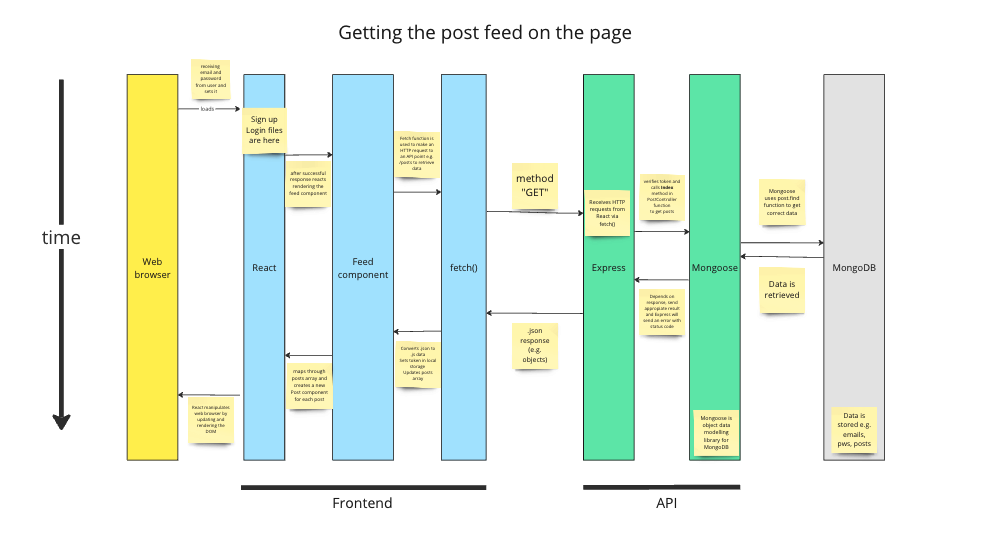 Getting the post feed on the page
time
receiving
email and
password
from user and
sets it
loads
Web
browser
React manipulates
web browser by
updating and
rendering the
DOM
Sign up
Login files
are here
React
after successful
response reacts
rendering the
feed component
maps through
posts array and
creates a new
Post component
for each post
Feed
component
Fetch function is
used to make an
HTTP request to
an API point e.g.
/posts to retrieve
data
Converts .json to
.js data
Sets token in local
storage
Updates posts
array
fetch()
method
"GET"
.json
response
(e.g.
objects)
Receives HTTP
requests from
React via
fetch()
Express
verifies token and
calls Index
method in
PostController
function
to get posts
Depends on
response, send
appropiate result
and Express will
send an error with
status code
Mongoose
Mongoose is
object data
modelling
library for
MongoDB
Mongoose
uses post.find
function to get
correct data
Data is
retrieved
MongoDB
Data is
stored e.g.
emails,
pws, posts
Frontend
API